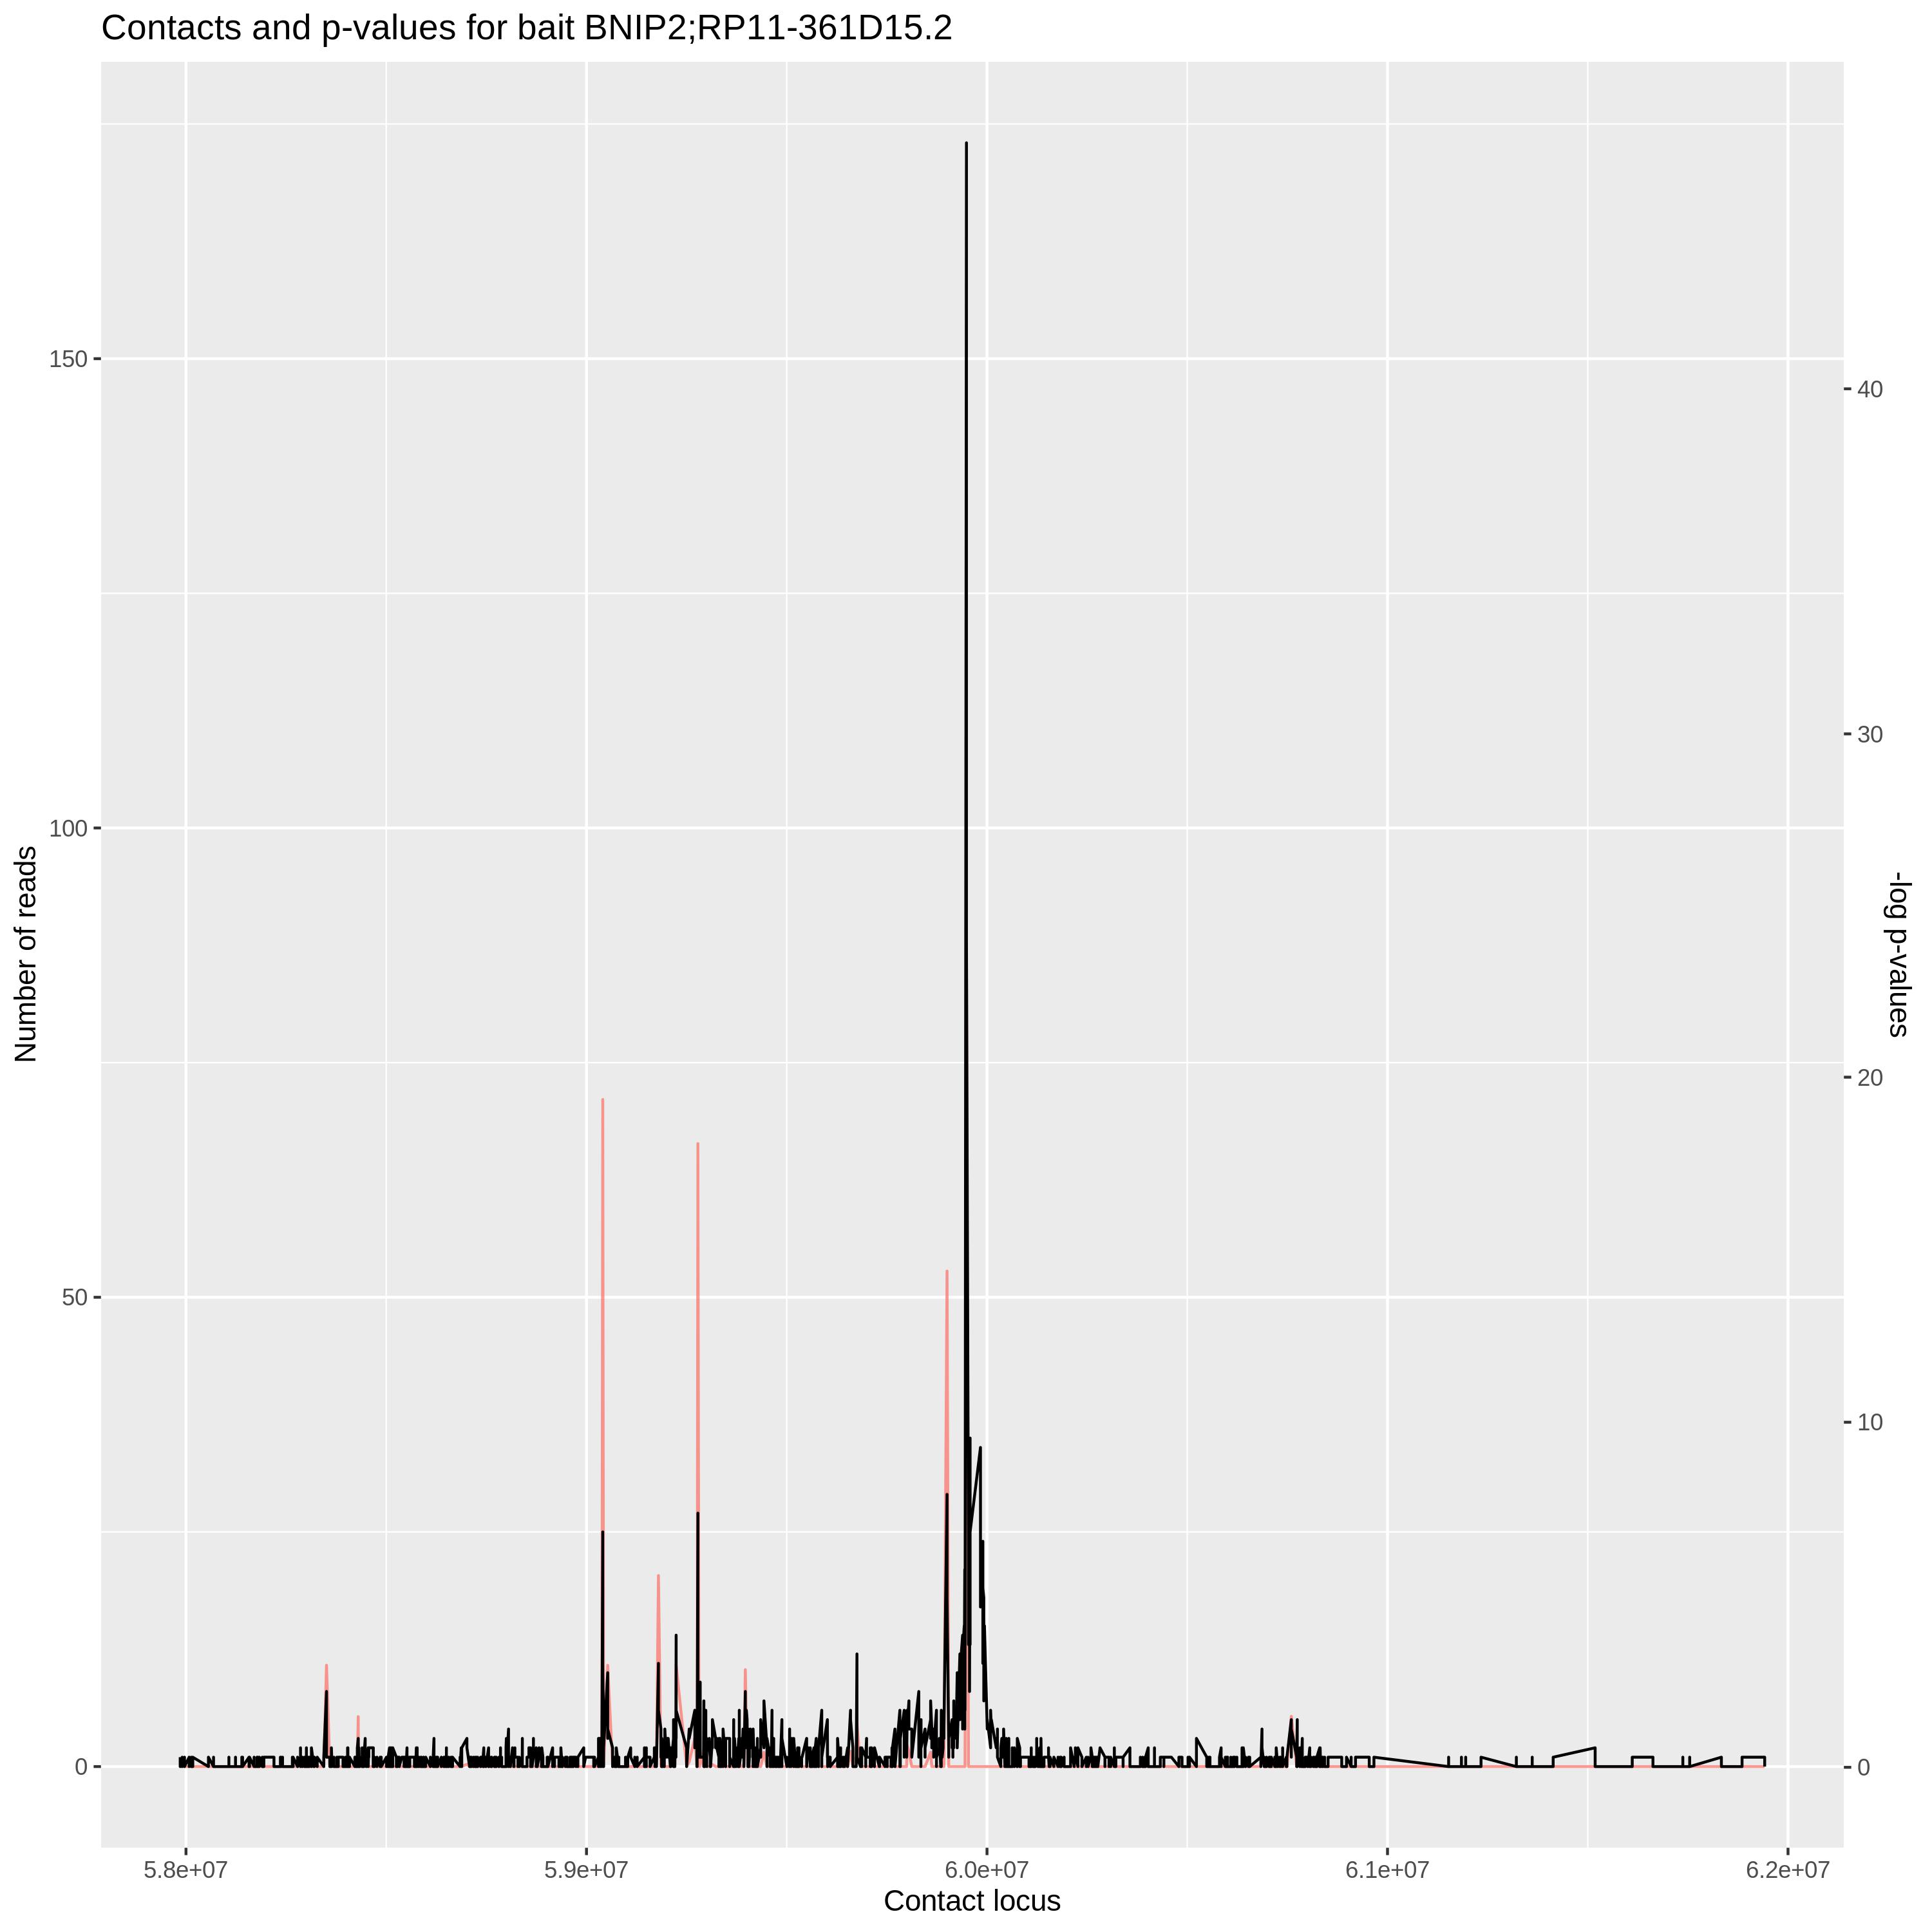 Contacts and p-values for bait BNIP2;RP11-361D15.2
150
100
50
0
Number of reads
40
30
20
10
0
-log p-values
5.8e+07 5.9e+07 6.0e+07 6.1e+07 6.2e+07
Contact locus